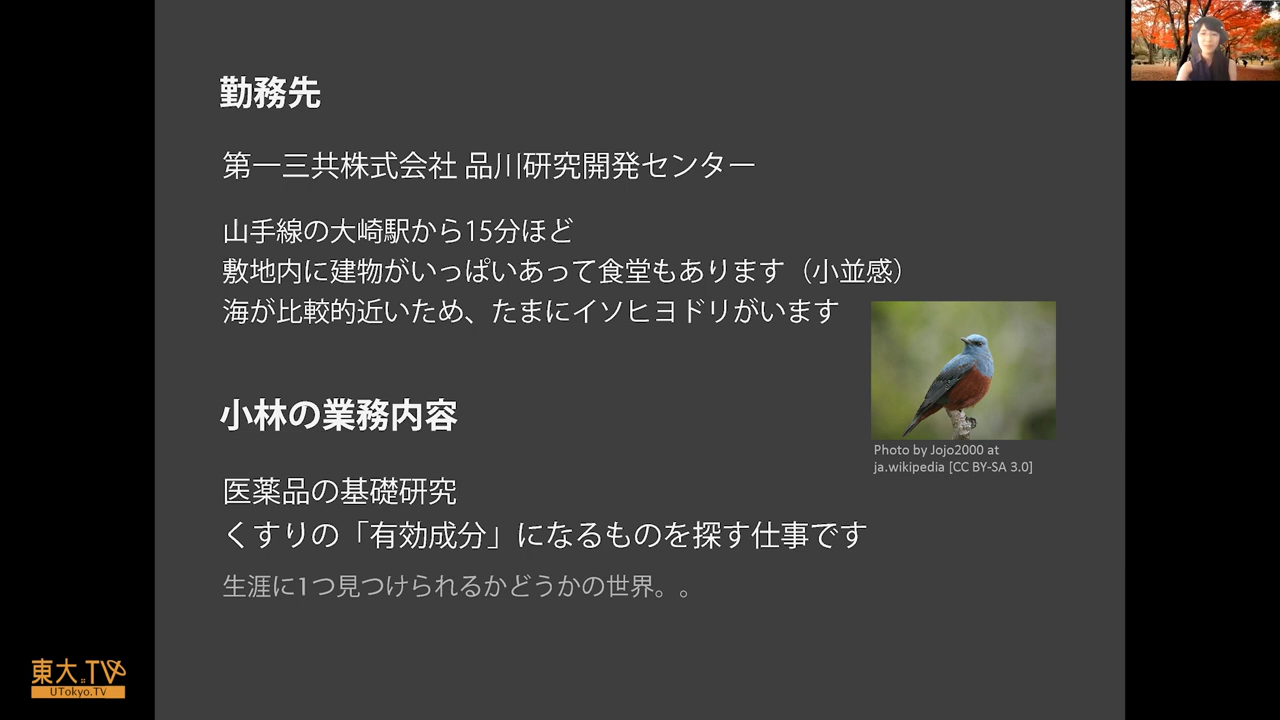 勤務先
第一三共株式会社 品川研究開発センター
山手線の大崎駅から15分ほど
敷地内に建物がいっぱいあって食堂もあります（小並感）
海が比較的近いため、たまにイソヒヨドリがいます
Photo by Jojo2000 at
ja.wikipedia [CC BY-SA 3.0]
小林の業務内容
医薬品の基礎研究
くすりの「有効成分」になるものを探す仕事です
生涯に1つ見つけられるかどうかの世界。。
東大.TV
UTokyo.TV